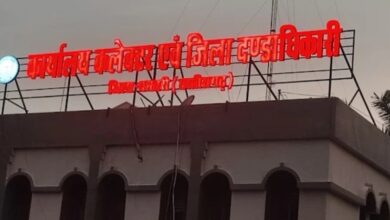 कार्यालय कलेक्टर एवं जिला दण्डाधिकारी
जिला